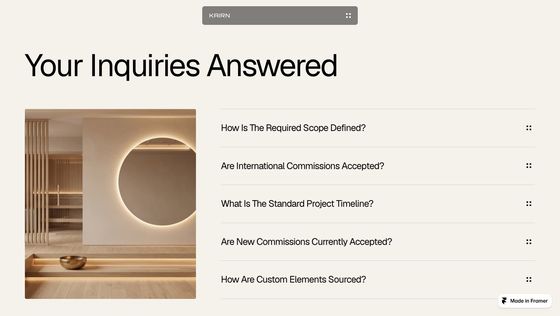 KAIRN
Your Inquiries Answered
How Is The Required Scope Defined?
Are International Commissions Accepted?
What Is The Standard Project Timeline?
Are New Commissions Currently Accepted?
How Are Custom Elements Sourced?
Made in Framer